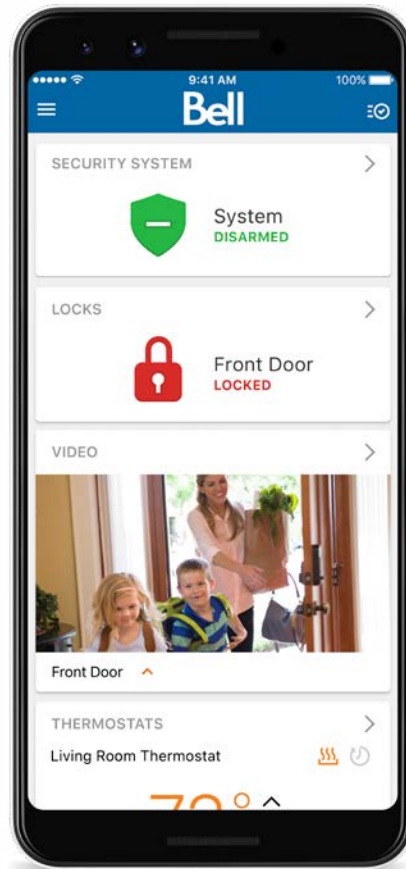 9:41 AM
100%
Bell
SECURITY SYSTEM
System
DISARMED
LOCKS
Front Door
LOCKED
VIDEO
Front Door
THERMOSTATS
Living Room Thermostat